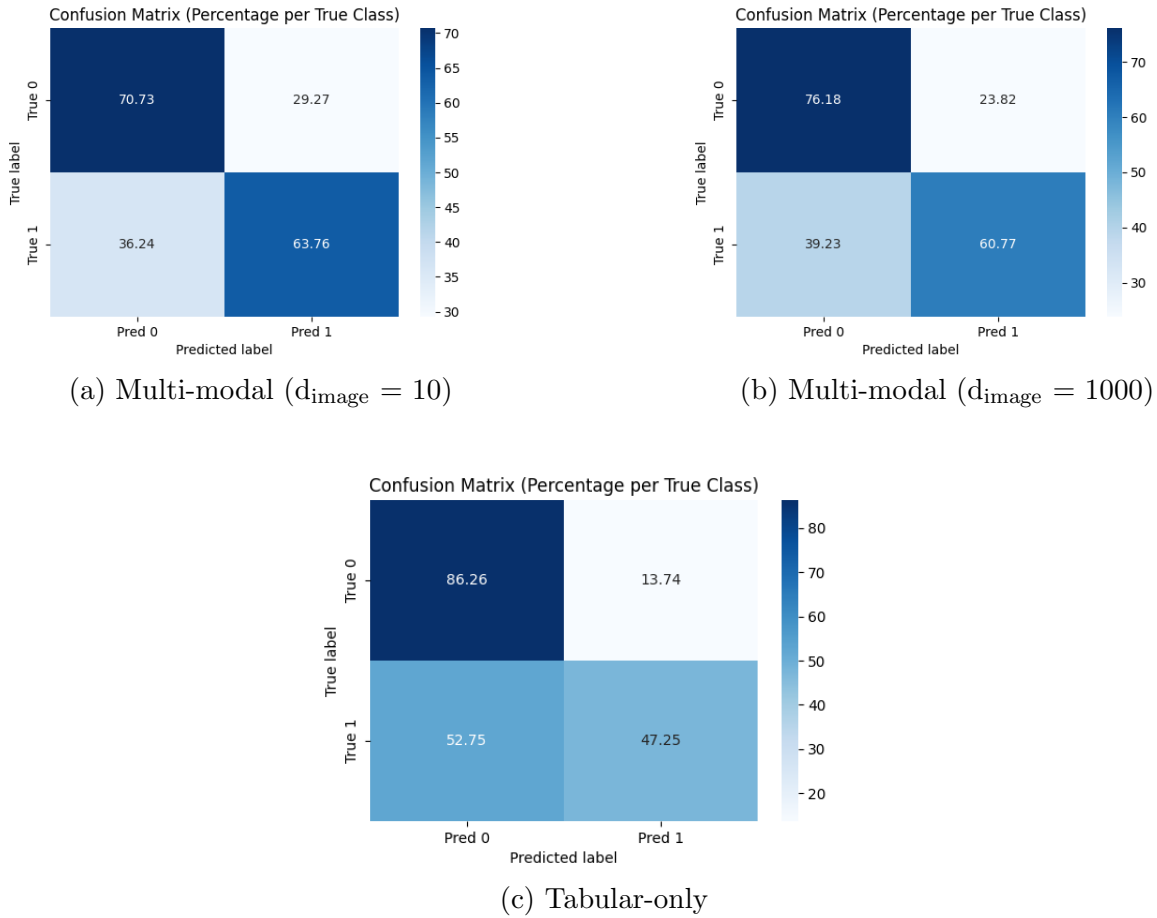 Confusion Matrix (Percentage per True Class)
True label
True 0
True 1
70.73
29.27
36.24
63.76
Pred 0
Pred 1
Predicted label
70
65
60
55
50
45
40
35
30
(a) Multi-modal (d_image = 10)
Confusion Matrix (Percentage per True Class)
True label
True 0
True 1
76.18
23.82
39.23
60.77
Pred 0
Pred 1
Predicted label
70
60
50
40
30
(b) Multi-modal (d_image = 1000)
Confusion Matrix (Percentage per True Class)
True label
True 0
True 1
86.26
13.74
52.75
47.25
Pred 0
Pred 1
Predicted label
80
70
60
50
40
30
20
(c) Tabular-only